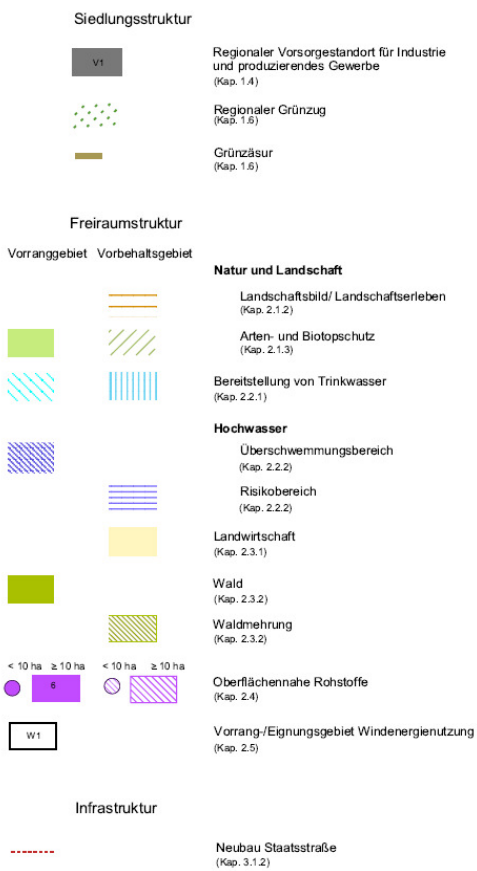 Siedlungsstruktur
V1
Regionaler Vorsorgestandort für Industrie
und produzierendes Gewerbe
(Kap. 1.4)
Regionaler Grünzug
(Kap. 1.6)
Grünzäsur
(Kap. 1.6)
Freiraumstruktur
Vorranggebiet Vorbehaltsgebiet
Natur und Landschaft
Landschaftsbild/ Landschaftserleben
(Kap. 2.1.2)
Arten- und Biotopschutz
(Kap. 2.1.3)
Bereitstellung von Trinkwasser
(Kap. 2.2.1)
Hochwasser
Überschwemmungsbereich
(Kap. 2.2.2)
Risikobereich
(Kap. 2.2.2)
Landwirtschaft
(Kap. 2.3.1)
Wald
(Kap. 2.3.2)
Waldmehrung
(Kap. 2.3.2)
< 10 ha ≥ 10 ha < 10 ha ≥ 10 ha
6
Oberflächennahe Rohstoffe
(Kap. 2.4)
W1
Vorrang-/Eignungsgebiet Windenergienutzung
(Kap. 2.5)
Infrastruktur
Neubau Staatsstraße
(Kap. 3.1.2)